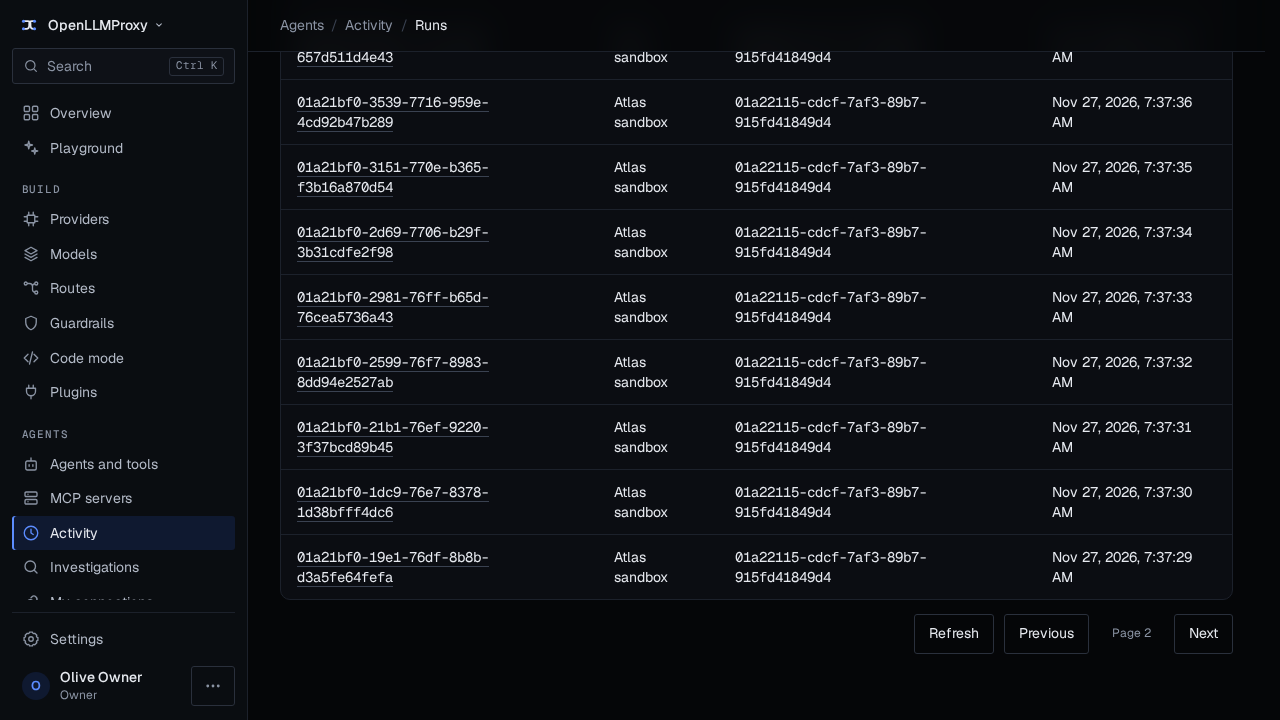 OpenLLMProxy
Search
Ctrl K
Overview
Playground
BUILD
Providers
Models
Routes
Guardrails
Code mode
Plugins
AGENTS
Agents and tools
MCP servers
Activity
Investigations
My connections
Settings
O
Olive Owner
Owner
Agents / Activity / Runs
657d511d4e43
sandbox
915fd41849d4
AM
01a21bf0-3539-7716-959e-
4cd92b47b289
Atlas
sandbox
01a22115-cdcf-7af3-89b7-
915fd41849d4
Nov 27, 2026, 7:37:36
AM
01a21bf0-3151-770e-b365-
f3b16a870d54
Atlas
sandbox
01a22115-cdcf-7af3-89b7-
915fd41849d4
Nov 27, 2026, 7:37:35
AM
01a21bf0-2d69-7706-b29f-
3b31cdfe2f98
Atlas
sandbox
01a22115-cdcf-7af3-89b7-
915fd41849d4
Nov 27, 2026, 7:37:34
AM
01a21bf0-2981-76ff-b65d-
76cea5736a43
Atlas
sandbox
01a22115-cdcf-7af3-89b7-
915fd41849d4
Nov 27, 2026, 7:37:33
AM
01a21bf0-2599-76f7-8983-
8dd94e2527ab
Atlas
sandbox
01a22115-cdcf-7af3-89b7-
915fd41849d4
Nov 27, 2026, 7:37:32
AM
01a21bf0-21b1-76ef-9220-
3f37bcd89b45
Atlas
sandbox
01a22115-cdcf-7af3-89b7-
915fd41849d4
Nov 27, 2026, 7:37:31
AM
01a21bf0-1dc9-76e7-8378-
1d38bfff4dc6
Atlas
sandbox
01a22115-cdcf-7af3-89b7-
915fd41849d4
Nov 27, 2026, 7:37:30
AM
01a21bf0-19e1-76df-8b8b-
d3a5fe64fefa
Atlas
sandbox
01a22115-cdcf-7af3-89b7-
915fd41849d4
Nov 27, 2026, 7:37:29
AM
Refresh
Previous
Page 2
Next